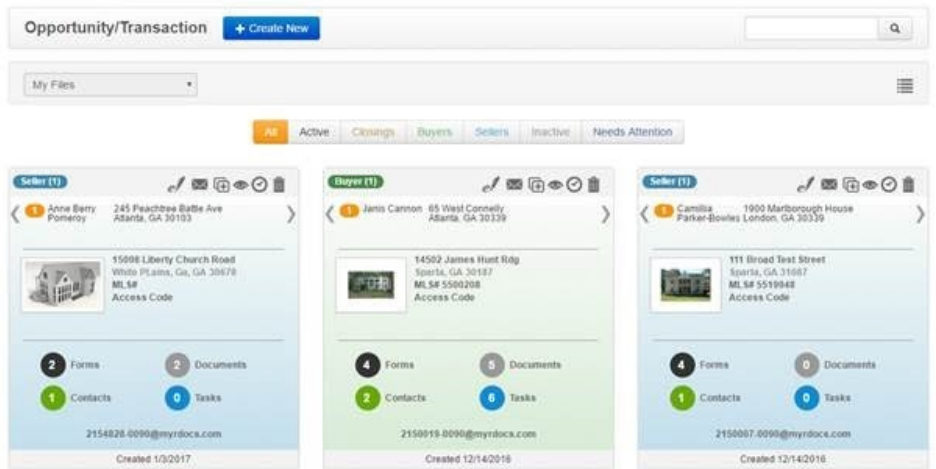 Opportunity/Transaction
+ Create New
My Files
All
Active
Closings
Buyers
Sellers
Inactive
Needs Attention
Seller (1)
1 Anne Berry Pomeroy
245 Peachtree Battle Ave
Atlanta, GA 30103
15008 Liberty Church Road
White PLains, Ga, GA 30678
MLS#
Access Code
2 Forms
2 Documents
1 Contacts
0 Tasks
2154828-0090@myrdocs.com
Created 1/3/2017
Buyer (1)
1 Janis Cannon
65 West Connelly
Atlanta, GA 30339
14502 James Hunt Rdg
Sparta, GA 30187
MLS# 5500208
Access Code
4 Forms
5 Documents
2 Contacts
6 Tasks
2150019-0090@myrdocs.com
Created 12/14/2016
Seller (1)
1 Camillia Parker-Bowles
1900 Marlborough House
London, GA 30339
111 Broad Test Street
Sparta, GA 31087
MLS# 5519948
Access Code
4 Forms
0 Documents
1 Contacts
0 Tasks
2150007-0090@myrdocs.com
Created 12/14/2016